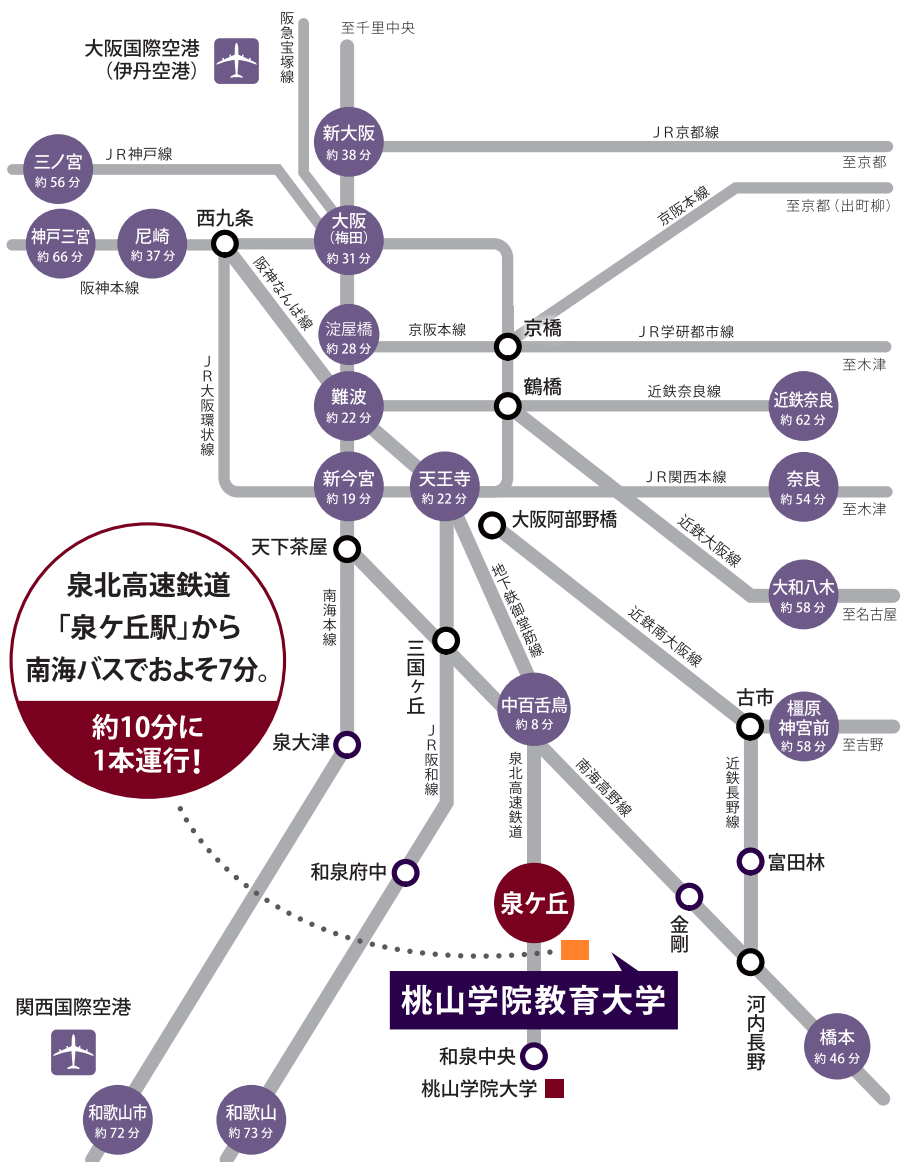 阪急宝塚線
至千里中央
大阪国際空港
（伊丹空港）
新大阪
約38分
JR京都線
至京都
三ノ宮
約56分
JR神戸線
京阪本線
至京都（出町柳）
西九条
大阪
（梅田）
約31分
神戸三宮
約66分
尼崎
約37分
阪神本線
阪神なんば線
淀屋橋
約28分
京阪本線
京橋
JR学研都市線
至木津
JR大阪環状線
難波
約22分
鶴橋
近鉄奈良線
近鉄奈良
約62分
新今宮
約19分
天王寺
約22分
JR関西本線
奈良
約54分
至木津
天下茶屋
大阪阿部野橋
近鉄大阪線
大和八木
約58分
至名古屋
泉北高速鉄道
「泉ケ丘駅」から
南海バスでおよそ7分。
約10分に
1本運行！
南海本線
地下鉄御堂筋線
近鉄南大阪線
三国ヶ丘
中百舌鳥
約8分
古市
橿原
神宮前
約58分
至吉野
泉大津
JR阪和線
泉北高速鉄道
南海高野線
近鉄長野線
和泉府中
泉ケ丘
富田林
金剛
桃山学院教育大学
河内長野
関西国際空港
和泉中央
桃山学院大学
橋本
約46分
和歌山市
約72分
和歌山
約73分